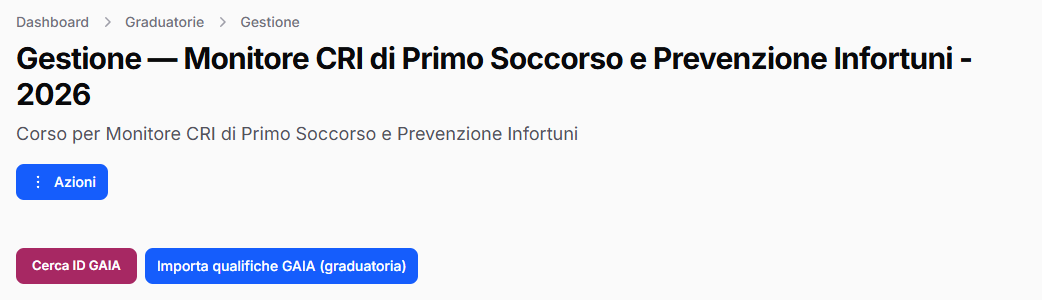 Dashboard > Graduatorie > Gestione
Gestione — Monitore CRI di Primo Soccorso e Prevenzione Infortuni -
2026
Corso per Monitore CRI di Primo Soccorso e Prevenzione Infortuni
⋮ Azioni
Cerca ID GAIA Importa qualifiche GAIA (graduatoria)